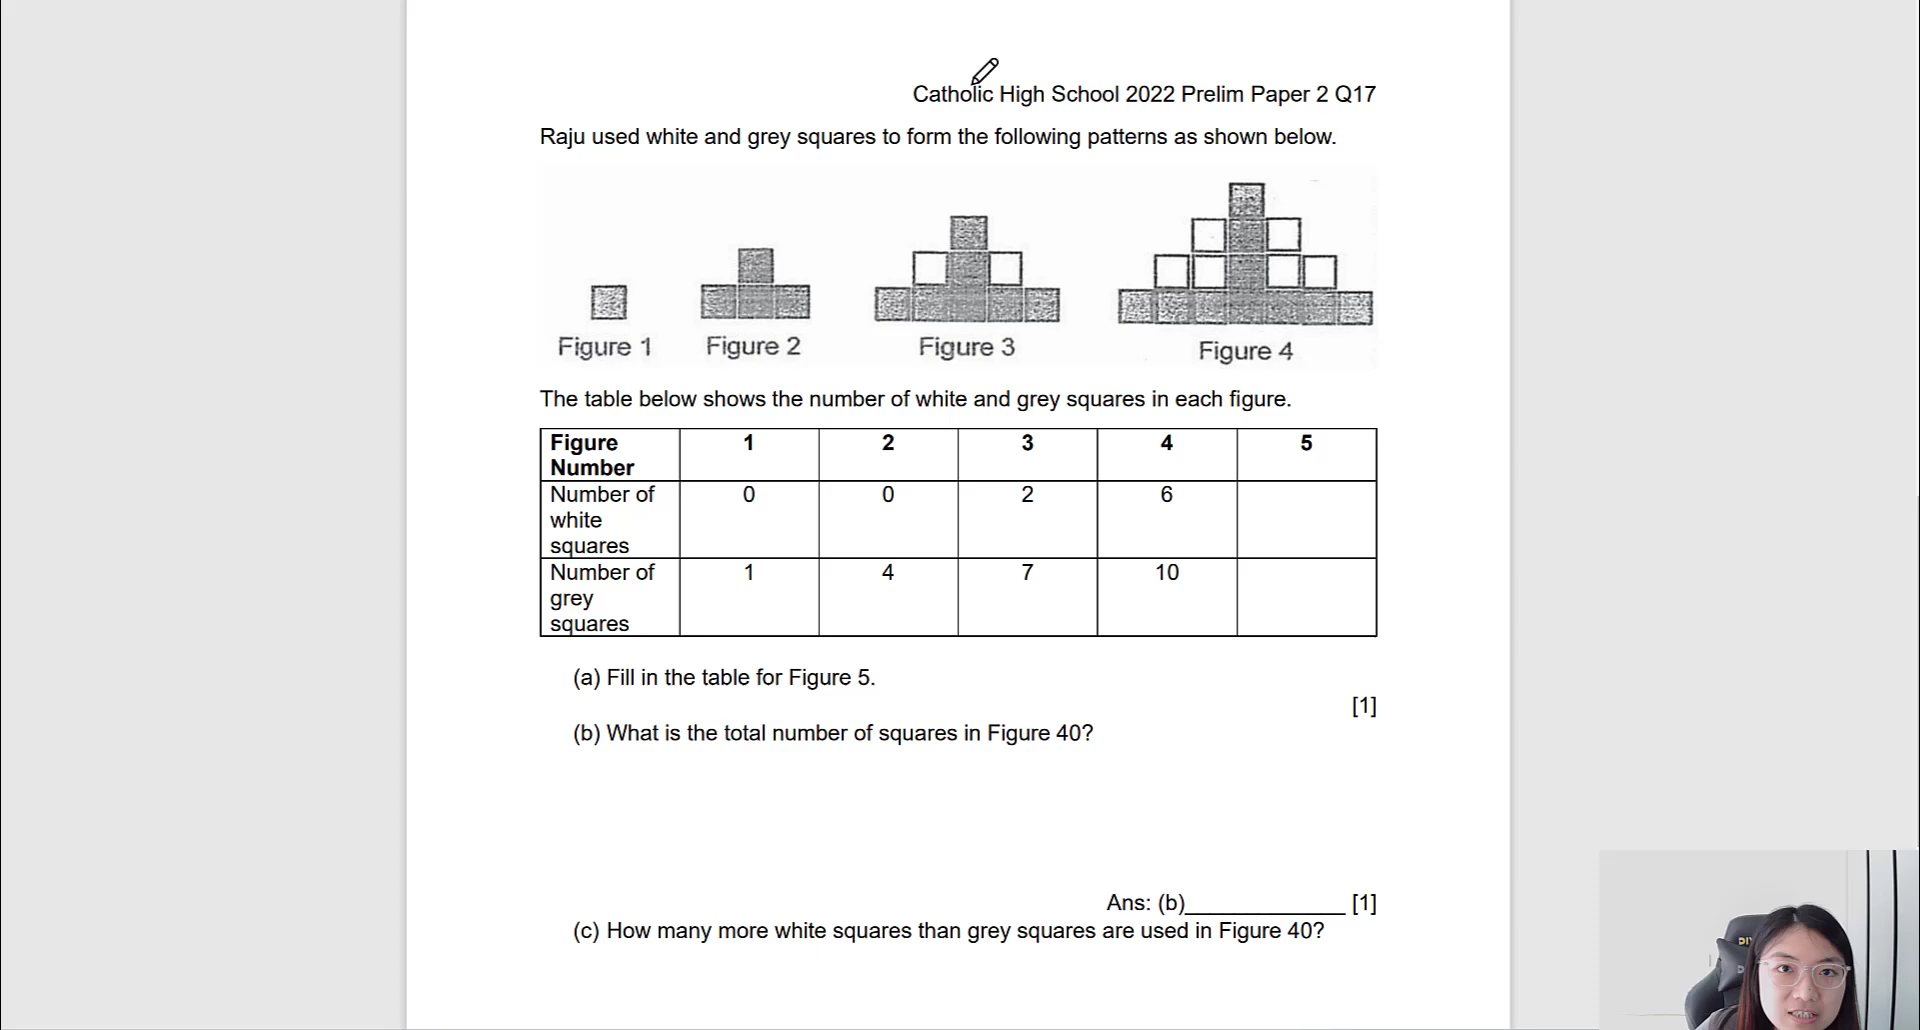 Catholic High School 2022 Prelim Paper 2 Q17
Raju used white and grey squares to form the following patterns as shown below.
Figure 1 Figure 2 Figure 3 Figure 4
The table below shows the number of white and grey squares in each figure.
Figure Number 1 2 3 4 5
Number of white squares 0 0 2 6
Number of grey squares 1 4 7 10
(a) Fill in the table for Figure 5.
[1]
(b) What is the total number of squares in Figure 40?
Ans: (b)_____________ [1]
(c) How many more white squares than grey squares are used in Figure 40?